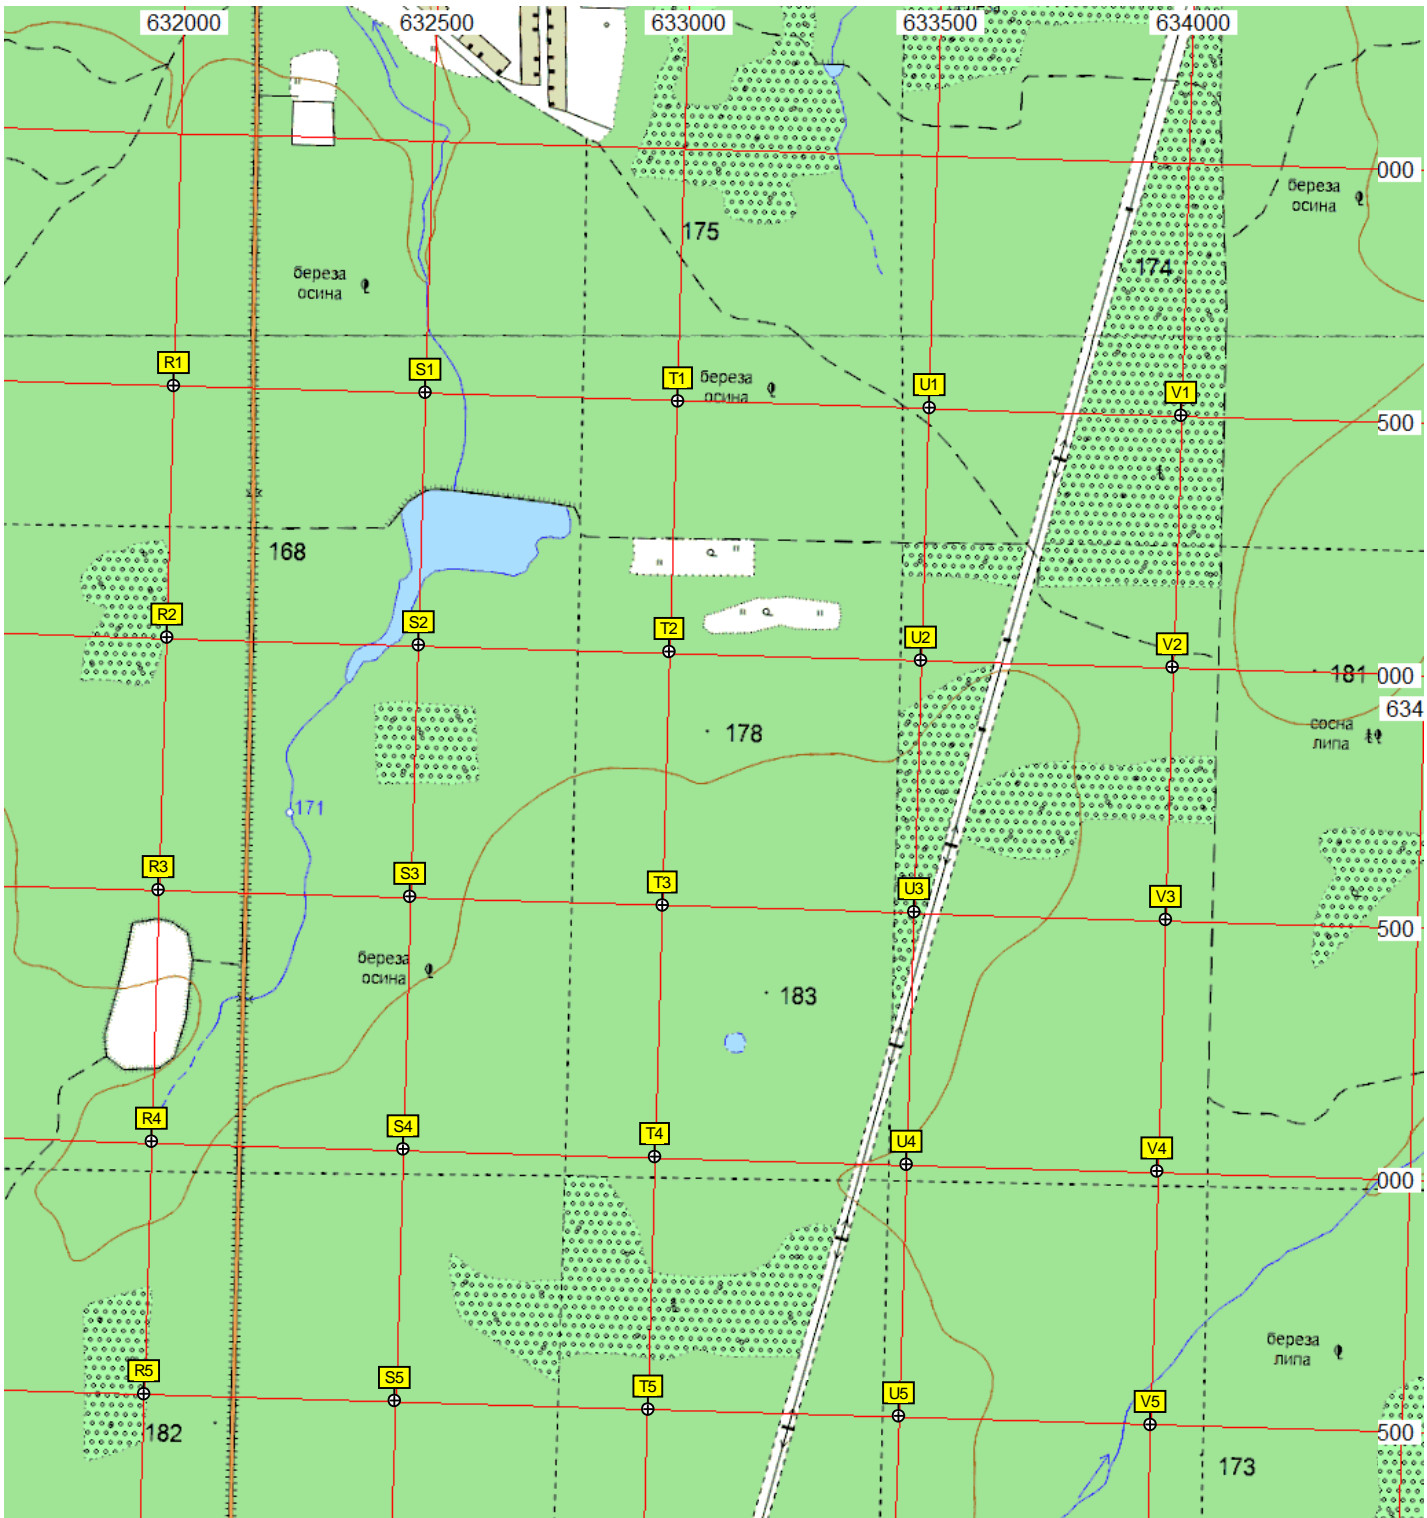 632000 632500 633000 633500 634000
000
береза
осина
175
174
береза
осина
R1 S1 T1 U1 V1
береза
осина
500
168
R2 S2 T2 U2 V2
181
000
634
178
сосна
липа
171
R3 S3 T3 U3 V3
500
береза
осина
183
R4 S4 T4 U4 V4
000
береза
липа
R5 S5 T5 U5 V5
182
500
173